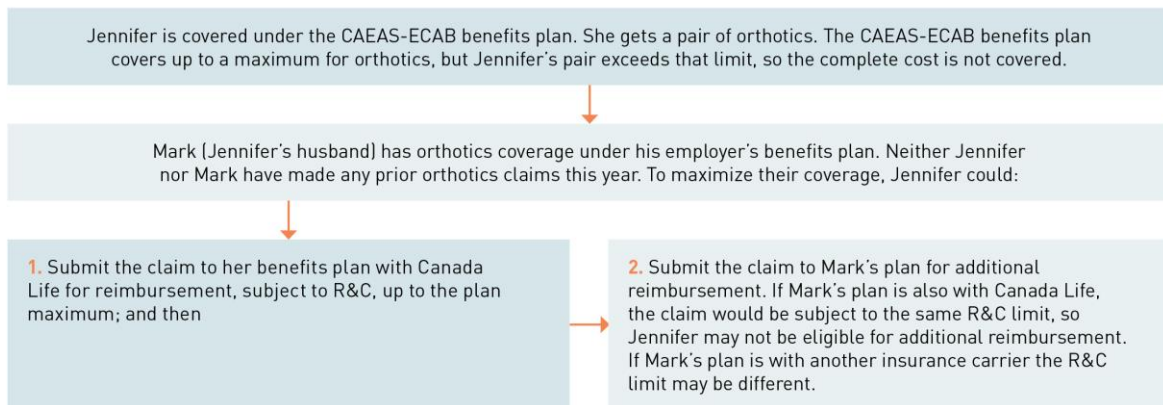 Jennifer is covered under the CAEAS-ECAB benefits plan. She gets a pair of orthotics. The CAEAS-ECAB benefits plan
covers up to a maximum for orthotics, but Jennifer's pair exceeds that limit, so the complete cost is not covered.
Mark (Jennifer's husband) has orthotics coverage under his employer's benefits plan. Neither Jennifer
nor Mark have made any prior orthotics claims this year. To maximize their coverage, Jennifer could:
1. Submit the claim to her benefits plan with Canada
Life for reimbursement, subject to R&C, up to the plan
maximum; and then
2. Submit the claim to Mark's plan for additional
reimbursement. If Mark's plan is also with Canada Life,
the claim would be subject to the same R&C limit, so
Jennifer may not be eligible for additional reimbursement.
If Mark's plan is with another insurance carrier the R&C
limit may be different.